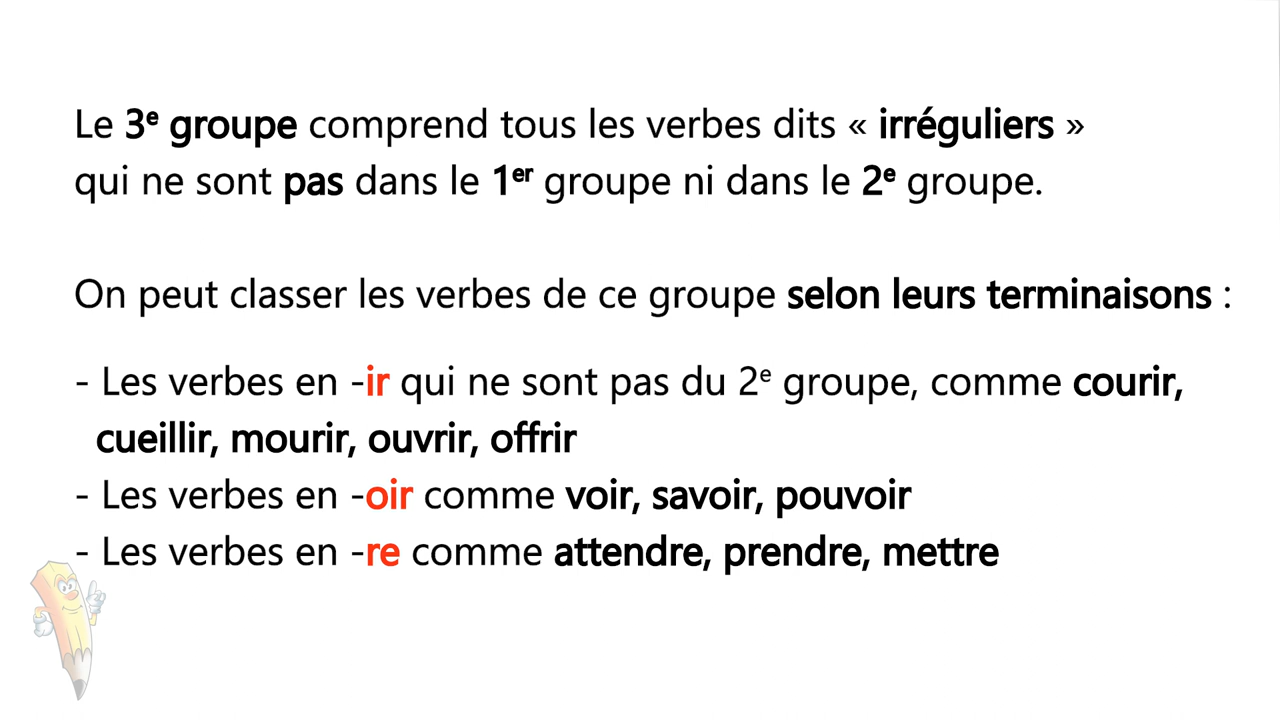 Le 3e groupe comprend tous les verbes dits « irréguliers »
qui ne sont pas dans le 1er groupe ni dans le 2e groupe.
On peut classer les verbes de ce groupe selon leurs terminaisons :
- Les verbes en -ir qui ne sont pas du 2e groupe, comme courir,
cueillir, mourir, ouvrir, offrir
- Les verbes en -oir comme voir, savoir, pouvoir
- Les verbes en -re comme attendre, prendre, mettre